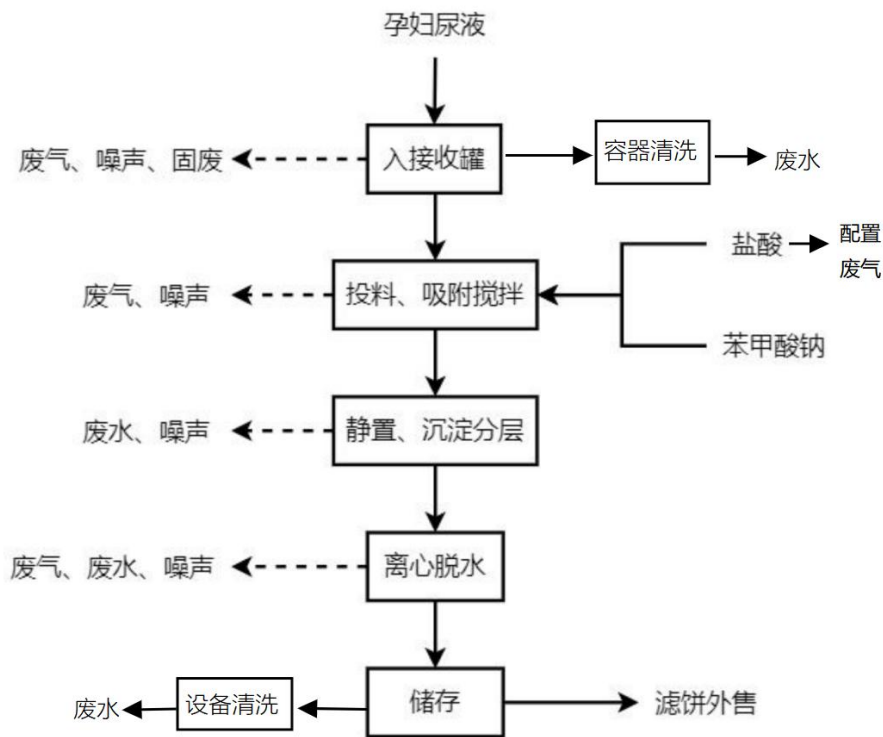 孕妇尿液
废气、噪声、固废
入接收罐
容器清洗
废水
盐酸
配置
废气
废气、噪声
投料、吸附搅拌
苯甲酸钠
废水、噪声
静置、沉淀分层
废气、废水、噪声
离心脱水
废水
设备清洗
储存
滤饼外售